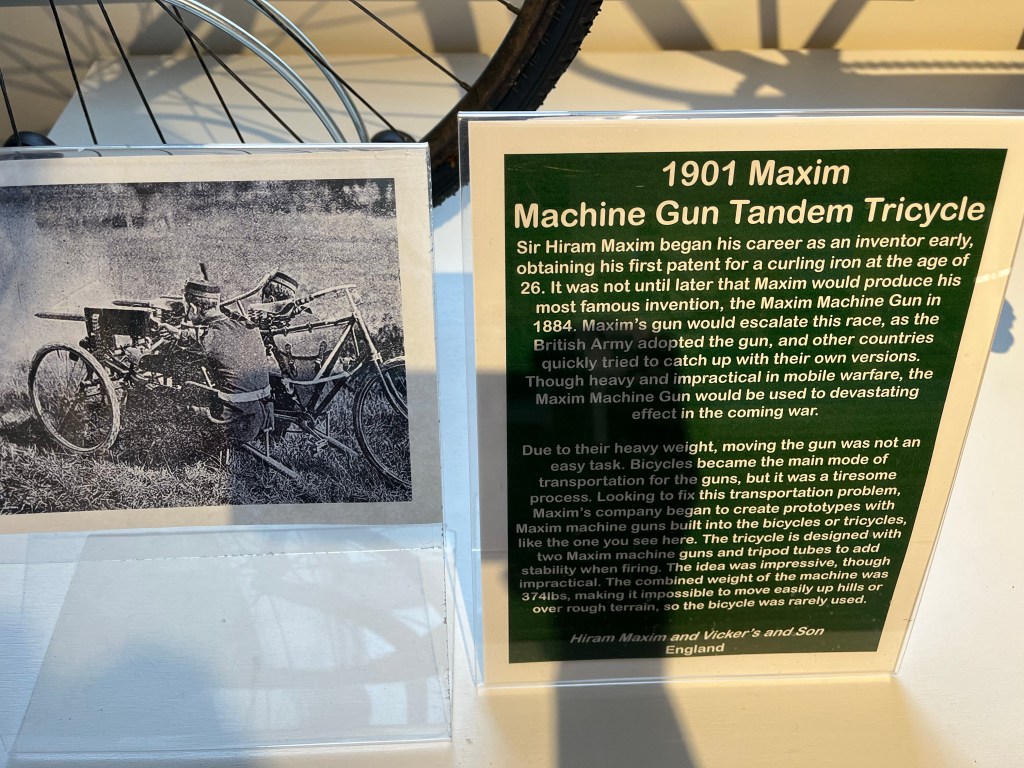 1901 Maxim
Machine Gun Tandem Tricycle
Sir Hiram Maxim began his career as an inventor early,
obtaining his first patent for a curling iron at the age of
26. It was not until later that Maxim would produce his
most famous invention, the Maxim Machine Gun in
1884. Maxim's gun would escalate this race, as the
British Army adopted the gun, and other countries
quickly tried to catch up with their own versions.
Though heavy and impractical in mobile warfare, the
Maxim Machine Gun would be used to devastating
effect in the coming war.
Due to their heavy weight, moving the gun was not an
easy task. Bicycles became the main mode of
transportation for the guns, but it was a tiresome
process. Looking to fix this transportation problem,
Maxim's company began to create prototypes with
Maxim machine guns built into the bicycles or tricycles,
like the one you see here. The tricycle is designed with
two Maxim machine guns and tripod tubes to add
stability when firing. The idea was impressive, though
impractical. The combined weight of the machine was
374lbs, making it impossible to move easily up hills or
over rough terrain, so the bicycle was rarely used.
Hiram Maxim and Vicker's and Son
England